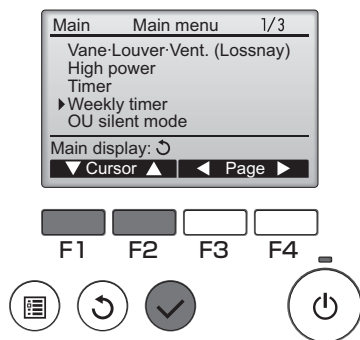 Main Main menu 1/3
Vane·Louver·Vent. (Lossnay)
High power
Timer
▶Weekly timer
OU silent mode
Main display: ↺
▼ Cursor ▲ ◀ Page ▶
F1 F2 F3 F4